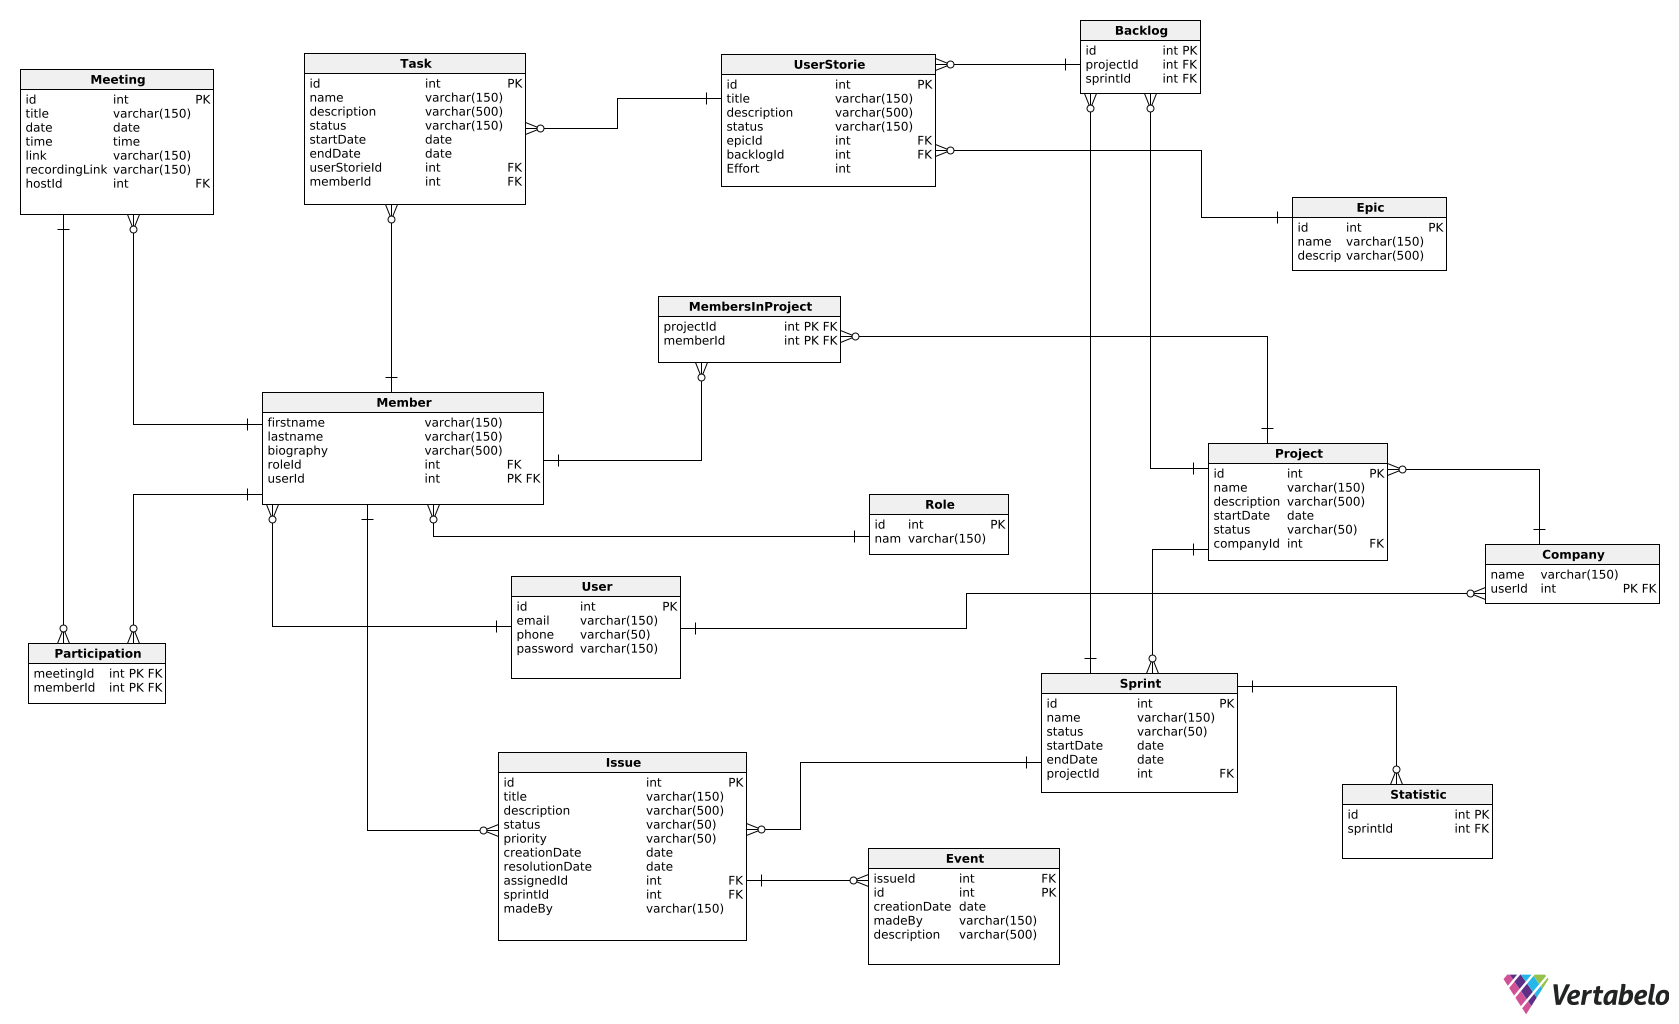 Meeting
id int PK
title varchar(150)
date date
time time
link varchar(150)
recordingLink varchar(150)
hostId int FK
Task
id int PK
name varchar(150)
description varchar(500)
status varchar(150)
startDate date
endDate date
userStorieId int FK
memberId int FK
UserStorie
id int PK
title varchar(150)
description varchar(500)
status varchar(150)
epicId int FK
backlogId int FK
Effort int
Backlog
id int PK
projectId int FK
sprintId int FK
Epic
id int PK
name varchar(150)
descrip varchar(500)
MembersInProject
projectId int PK FK
memberId int PK FK
Member
firstname varchar(150)
lastname varchar(150)
biography varchar(500)
roleId int FK
userId int PK FK
Project
id int PK
name varchar(150)
description varchar(500)
startDate date
status varchar(50)
companyId int FK
Role
id int PK
nam varchar(150)
Company
name varchar(150)
userId int PK FK
User
id int PK
email varchar(150)
phone varchar(50)
password varchar(150)
Participation
meetingId int PK FK
memberId int PK FK
Sprint
id int PK
name varchar(150)
status varchar(50)
startDate date
endDate date
projectId int FK
Issue
id int PK
title varchar(150)
description varchar(500)
status varchar(50)
priority varchar(50)
creationDate date
resolutionDate date
assignedId int FK
sprintId int FK
madeBy varchar(150)
Statistic
id int PK
sprintId int FK
Event
issueId int FK
id int PK
creationDate date
madeBy varchar(150)
description varchar(500)
Vertabelo